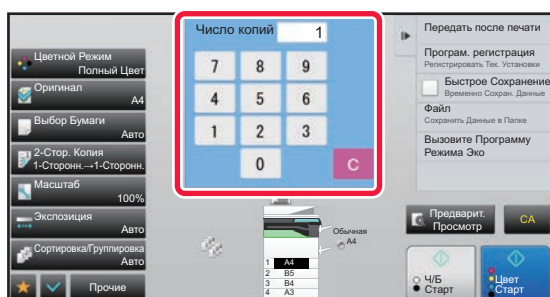 Число копий 1
7 8 9
4 5 6
1 2 3
0 C
Цветной Режим
Полный Цвет
Оригинал
A4
Выбор Бумаги
Авто
2-Стор. Копия
1-Сторонн.→1-Сторонн.
Масштаб
100%
Экспозиция
Авто
Сортировка/Группировка
Авто
Прочие
Обычная
A4
1 A4
2 B5
3 B4
4 A3
Передать после печати
Програм. регистрация
Регистрировать Тек. Установки
Быстрое Сохранение
Временно Сохран. Данные
Файл
Сохранить Данные в Папке
Вызовите Программу
Режима Эко
Предварит.
Просмотр
CA
Ч/Б
Старт
Цвет
Старт